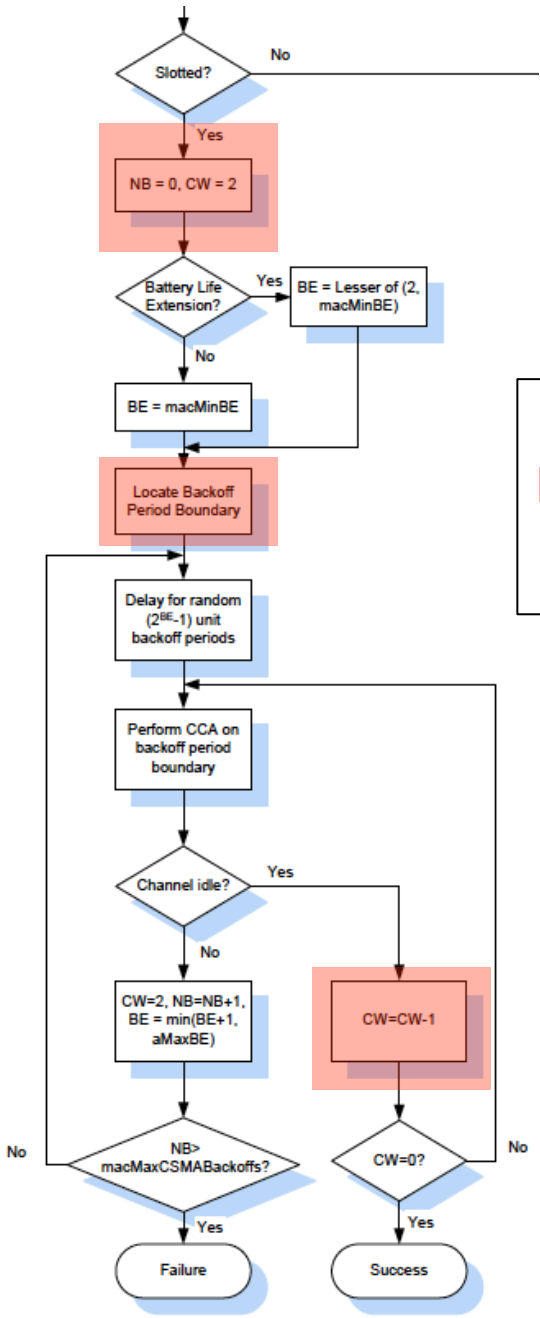 Slotted?
No
Yes
NB = 0, CW = 2
Battery Life
Extension?
Yes
BE = Lesser of (2,
macMinBE)
No
BE = macMinBE
Locate Backoff
Period Boundary
Delay for random
(2^BE-1) unit
backoff periods
Perform CCA on
backoff period
boundary
Channel idle?
Yes
No
CW=2, NB=NB+1,
BE = min(BE+1,
aMaxBE)
CW=CW-1
No
NB>
macMaxCSMABackoffs?
CW=0?
No
Yes
Yes
Failure
Success